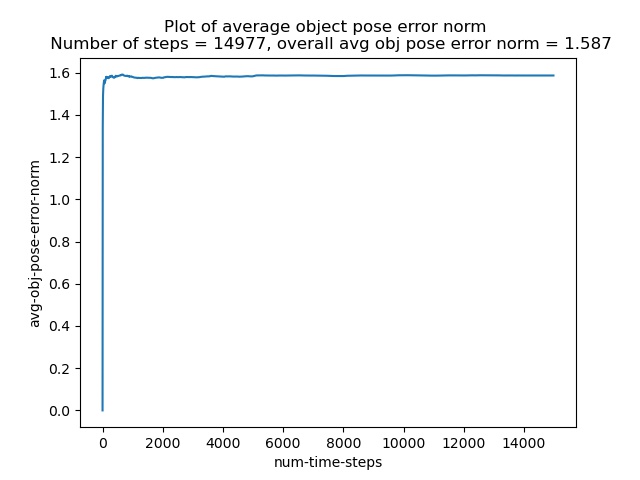 Plot of average object pose error norm
Number of steps = 14977, overall avg obj pose error norm = 1.587
1.6
1.4
1.2
1.0
0.8
0.6
0.4
0.2
0.0
avg-obj-pose-error-norm
0 2000 4000 6000 8000 10000 12000 14000
num-time-steps